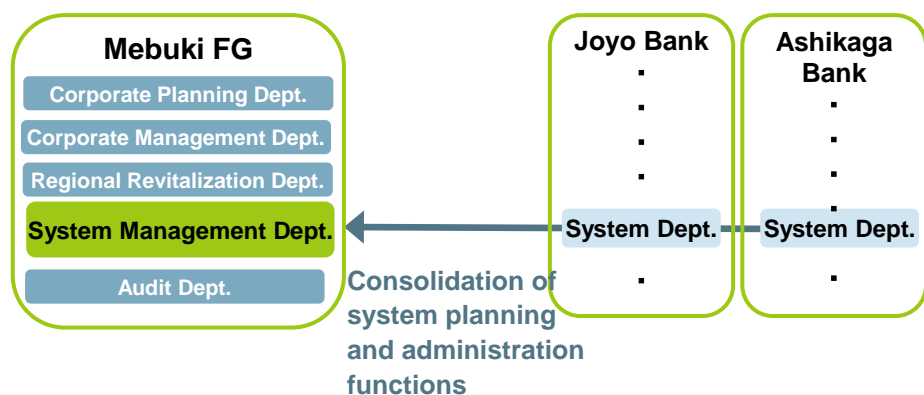 Mebuki FG
Corporate Planning Dept.
Corporate Management Dept.
Regional Revitalization Dept.
System Management Dept.
Audit Dept.
Consolidation of
system planning
and administration
functions
Joyo Bank
System Dept.
Ashikaga
Bank
System Dept.